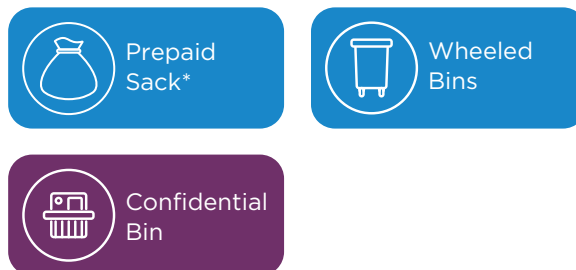 Prepaid
Sack*
Wheeled
Bins
Confidential
Bin